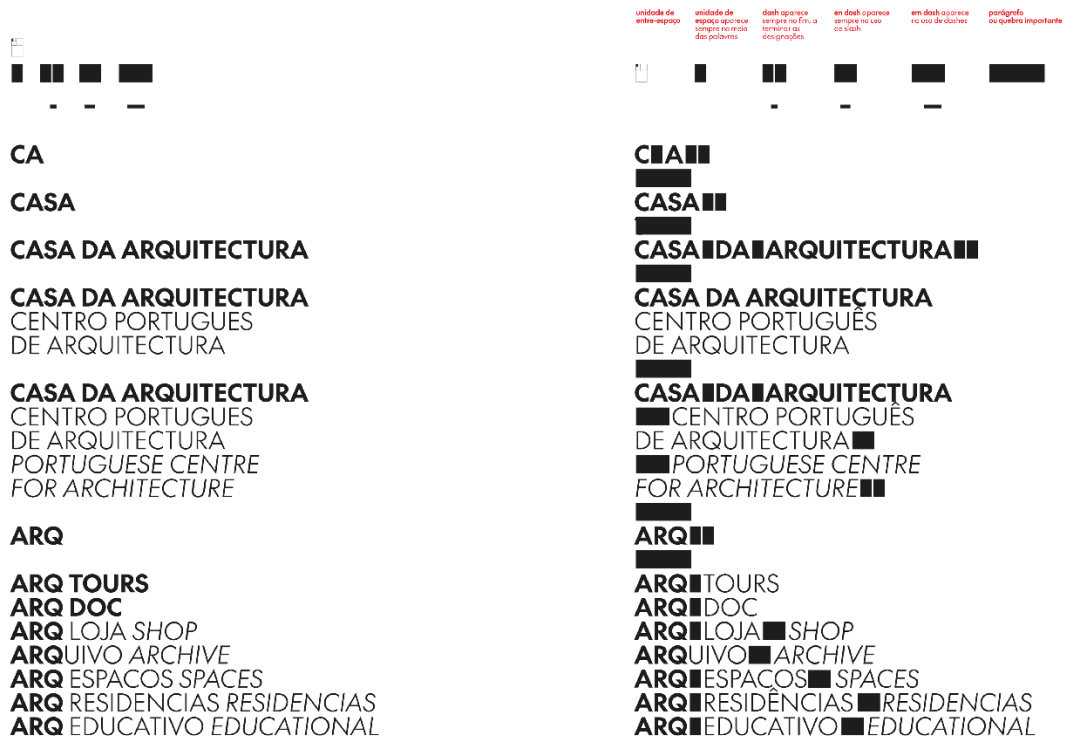 unidade de
entre-espaço
unidade de
espaço aparece
sempre no meio
das palavras
dash aparece
sempre no fim, a
terminar as
designações
en dash aparece
sempre no uso
de slash
em dash aparece
no uso de dashes
parágrafo
ou quebra importante
CA
CASA
CASA DA ARQUITECTURA
CASA DA ARQUITECTURA
CENTRO PORTUGUES
DE ARQUITECTURA
CASA DA ARQUITECTURA
CENTRO PORTUGUES
DE ARQUITECTURA
PORTUGUESE CENTRE
FOR ARCHITECTURE
ARQ
ARQ TOURS
ARQ DOC
ARQ LOJA SHOP
ARQUIVO ARCHIVE
ARQ ESPACOS SPACES
ARQ RESIDENCIAS RESIDENCIAS
ARQ EDUCATIVO EDUCATIONAL
C A
CASA
CASA DA ARQUITECTURA
CASA DA ARQUITECTURA
CENTRO PORTUGUÊS
DE ARQUITECTURA
CASA DA ARQUITECTURA
CENTRO PORTUGUÊS
DE ARQUITECTURA
PORTUGUESE CENTRE
FOR ARCHITECTURE
ARQ
ARQ TOURS
ARQ DOC
ARQ LOJA SHOP
ARQUIVO ARCHIVE
ARQ ESPAÇOS SPACES
ARQ RESIDÊNCIAS RESIDENCIAS
ARQ EDUCATIVO EDUCATIONAL